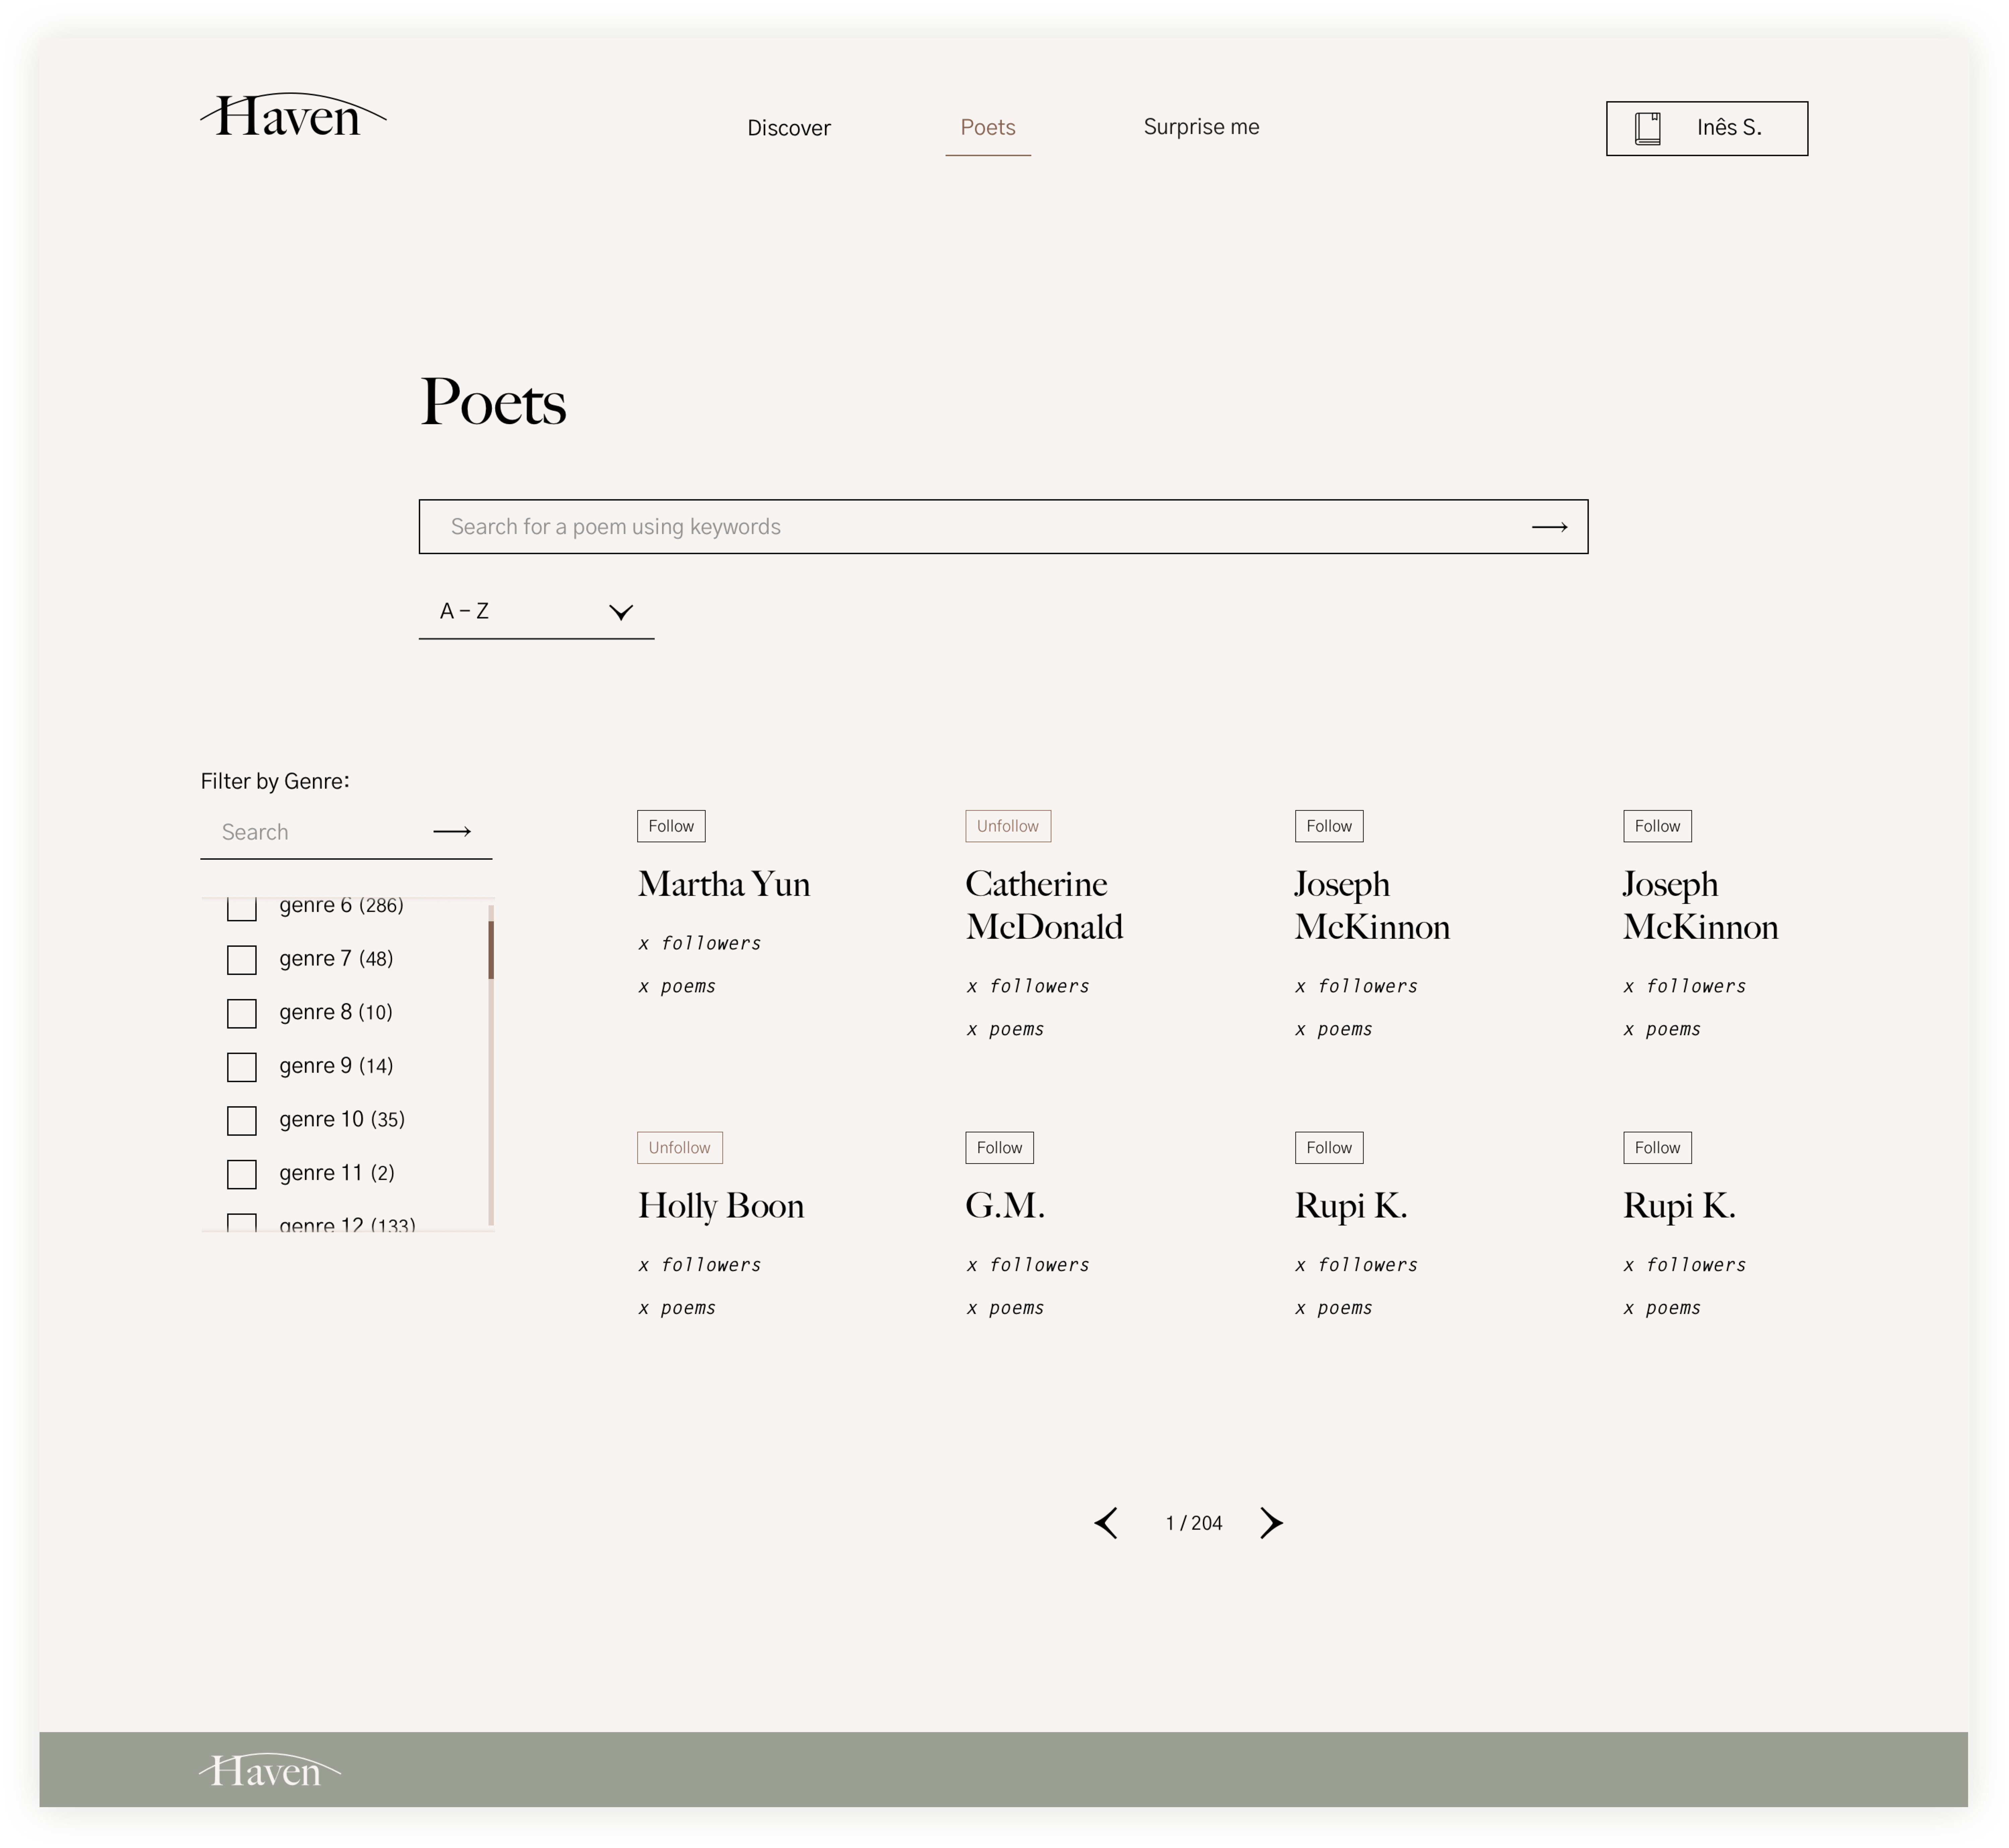 Haven
Discover
Poets
Surprise me
Inês S.
Poets
Search for a poem using keywords
A – Z
Filter by Genre:
Search
genre 6 (286)
genre 7 (48)
genre 8 (10)
genre 9 (14)
genre 10 (35)
genre 11 (2)
genre 12 (133)
Follow
Martha Yun
x followers
x poems
Unfollow
Catherine
McDonald
x followers
x poems
Follow
Joseph
McKinnon
x followers
x poems
Follow
Joseph
McKinnon
x followers
x poems
Unfollow
Holly Boon
x followers
x poems
Follow
G.M.
x followers
x poems
Follow
Rupi K.
x followers
x poems
Follow
Rupi K.
x followers
x poems
1 / 204
Haven